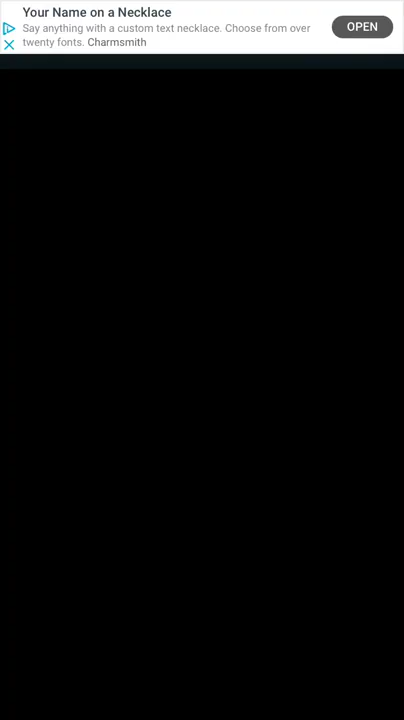 Your Name on a Necklace
Say anything with a custom text necklace. Choose from over
twenty fonts. Charmsmith
OPEN